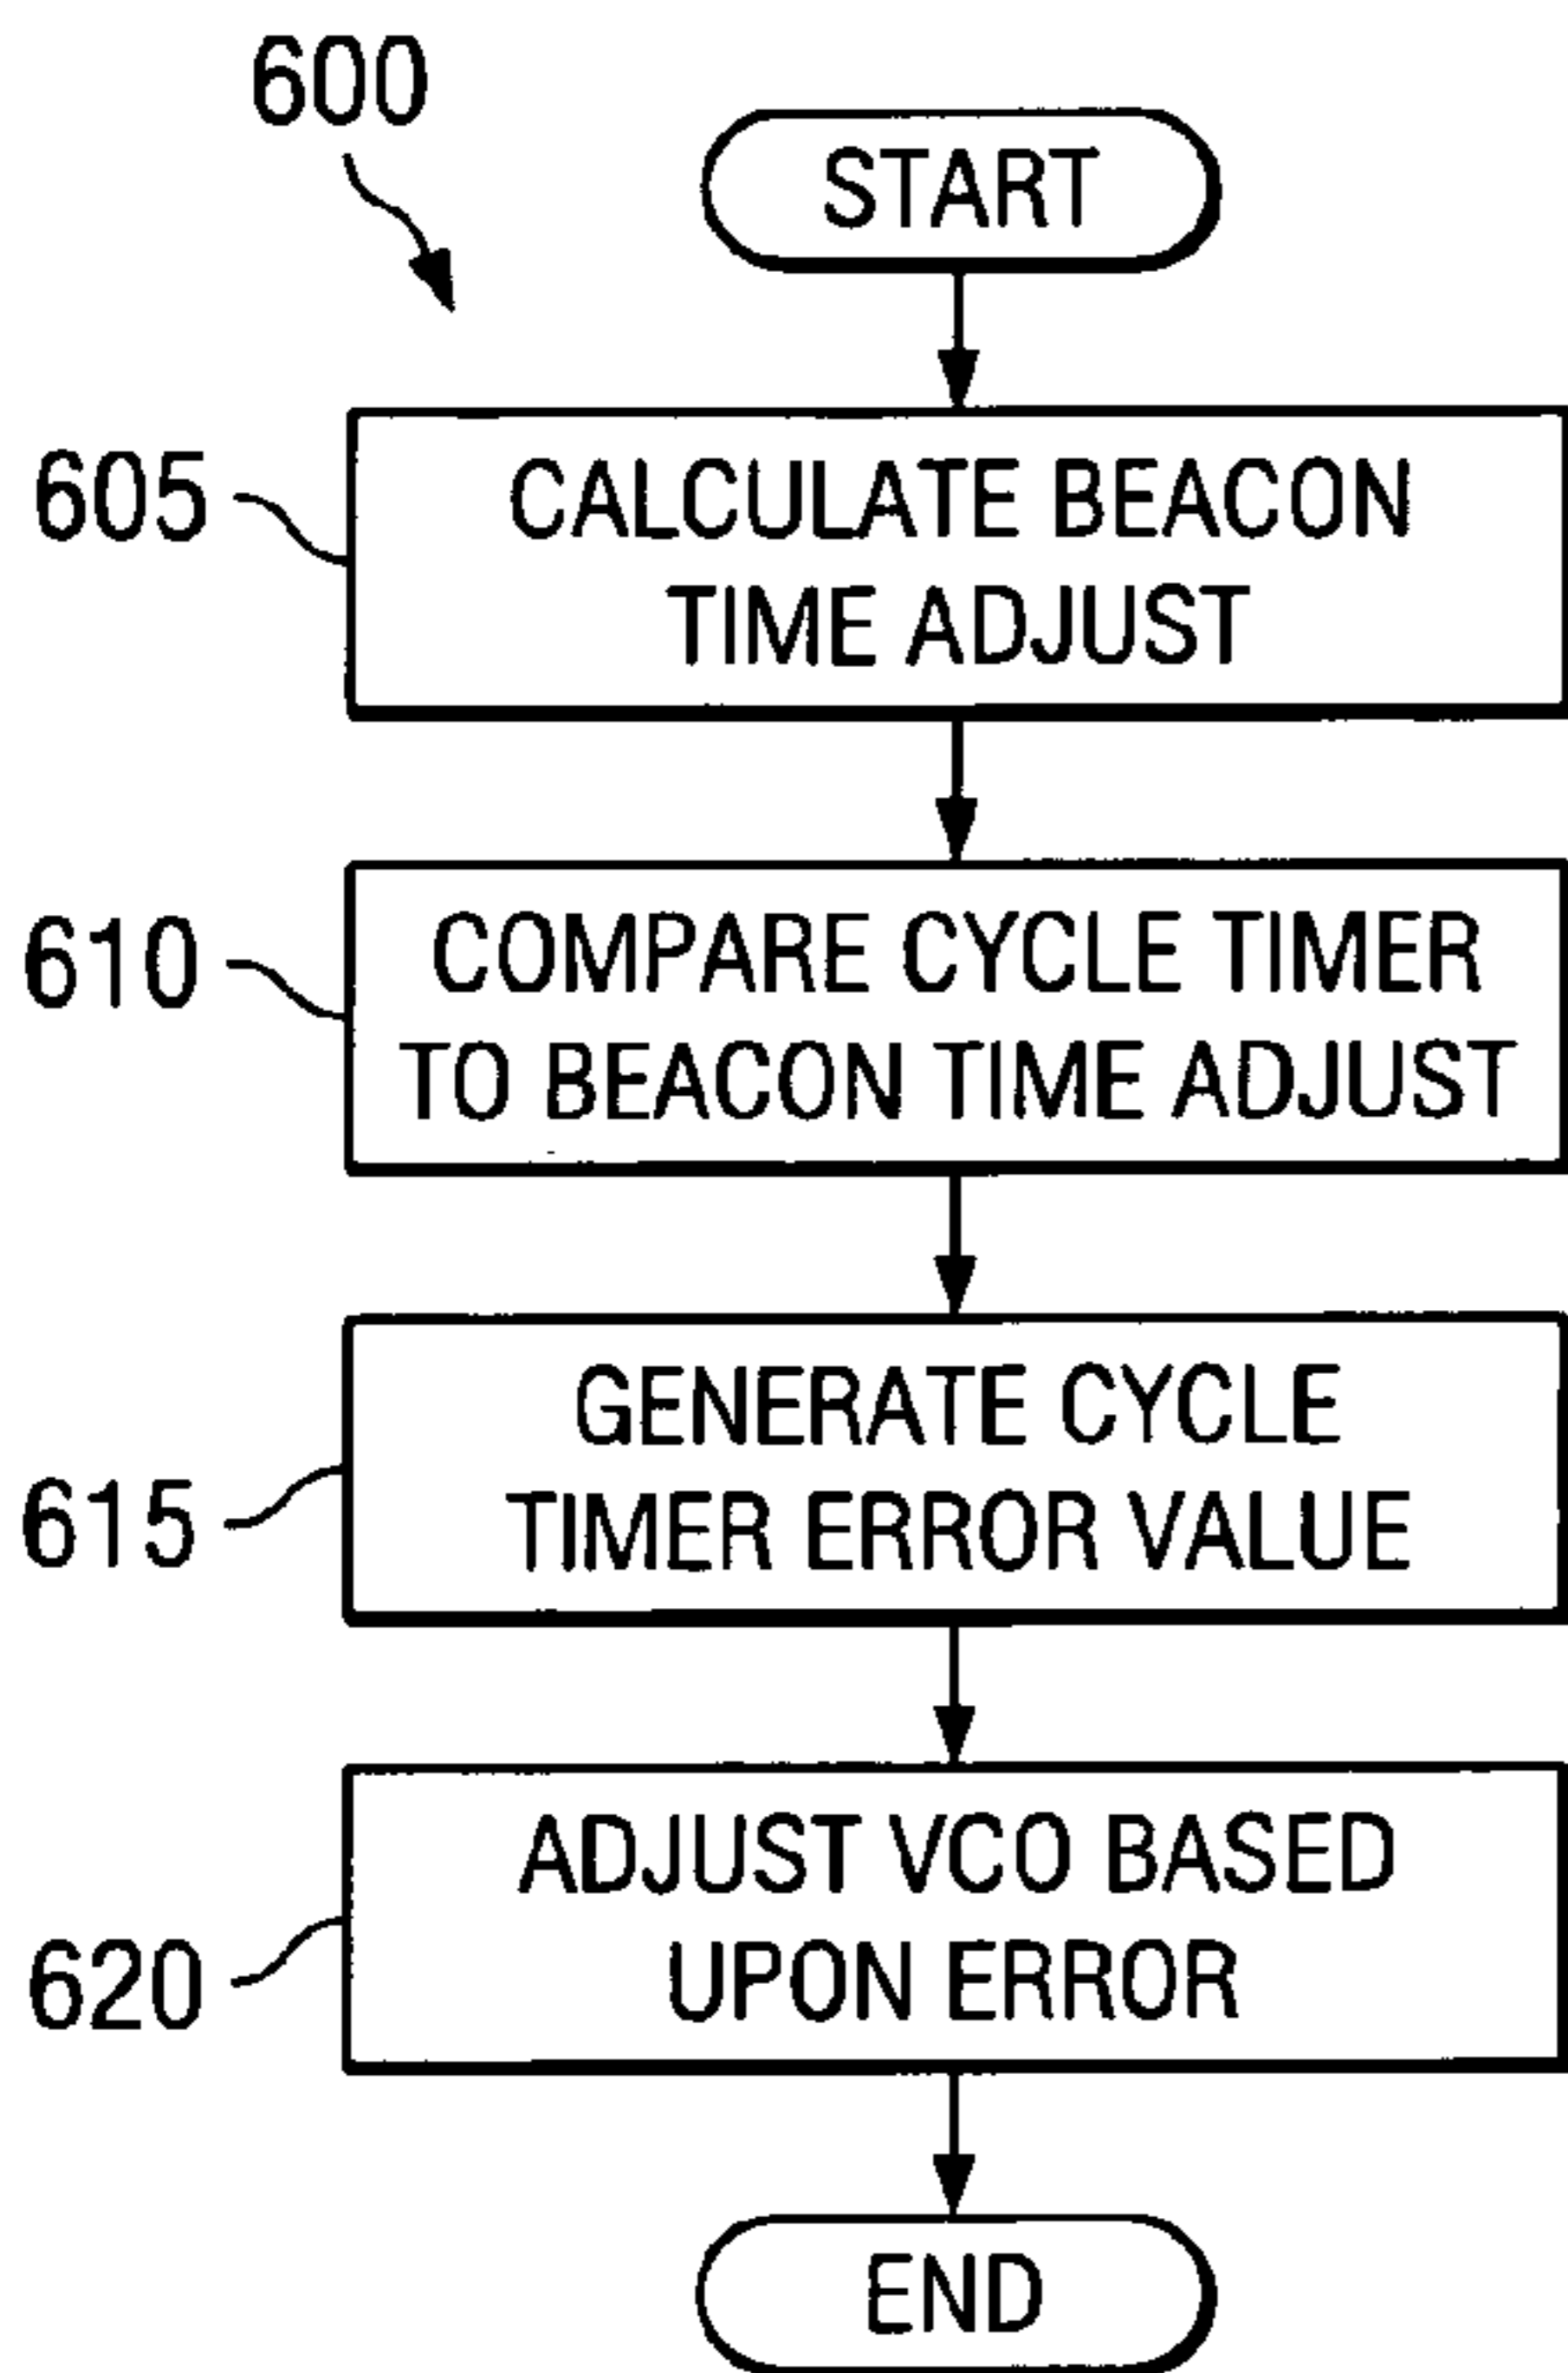 600
START
605
CALCULATE BEACON
TIME ADJUST
610
COMPARE CYCLE TIMER
TO BEACON TIME ADJUST
615
GENERATE CYCLE
TIMER ERROR VALUE
620
ADJUST VCO BASED
UPON ERROR
END